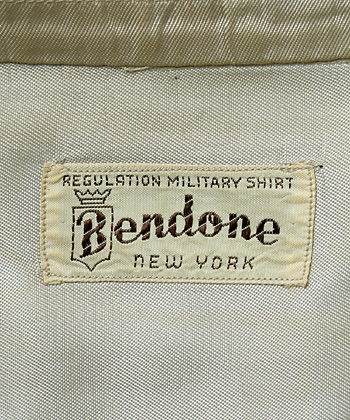 REGULATION MILITARY SHIRT
Bendone
NEW YORK